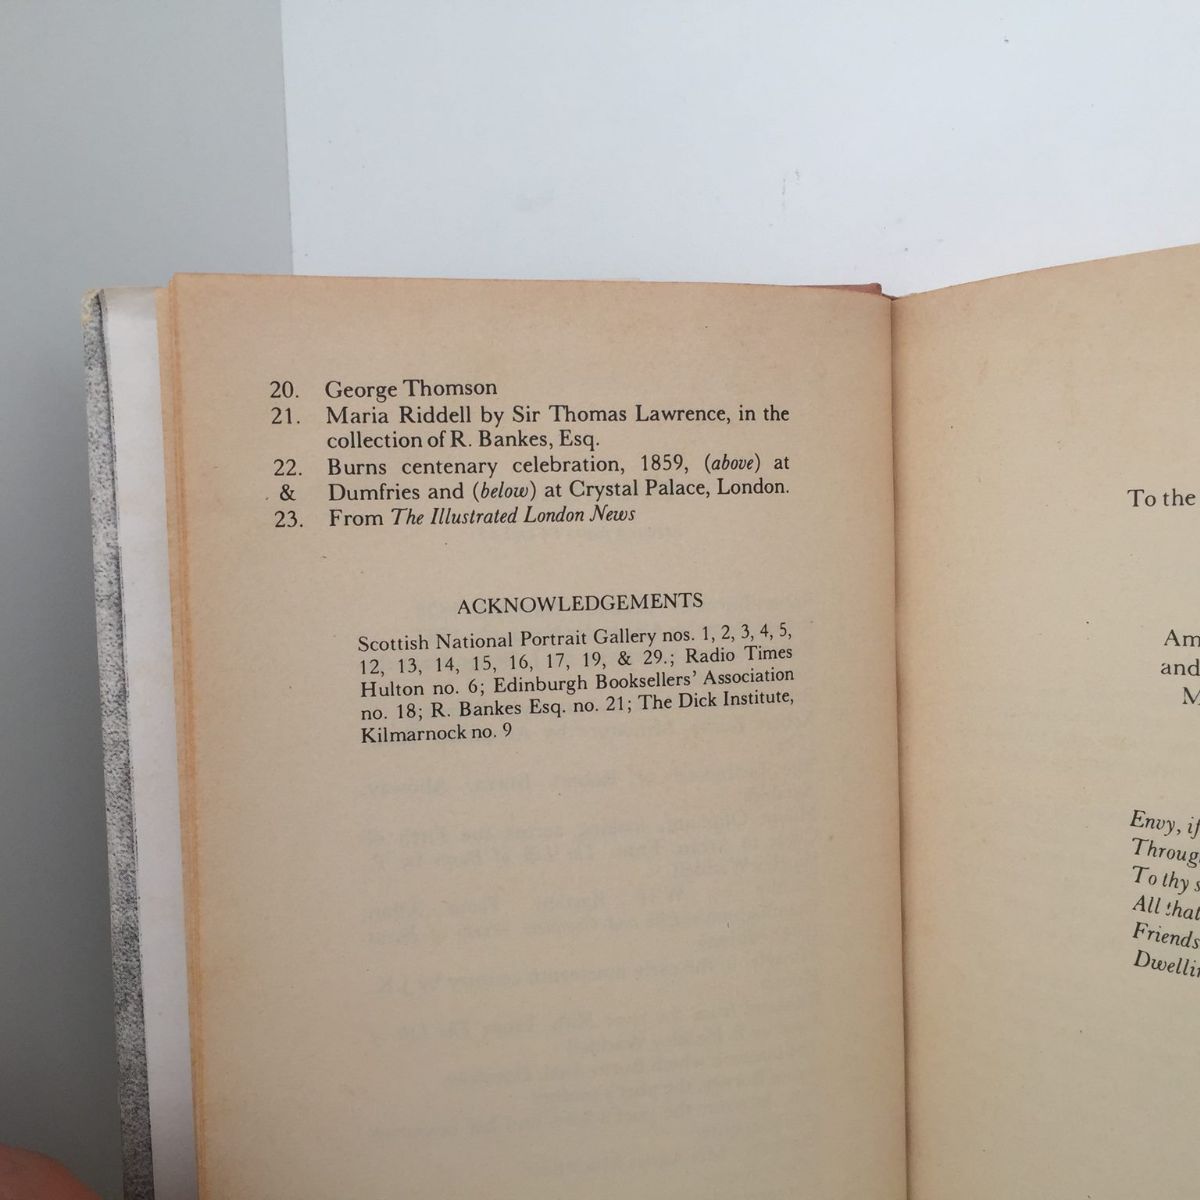 20. George Thomson
21. Maria Riddell by Sir Thomas Lawrence, in the
collection of R. Bankes, Esq.
22. Burns centenary celebration, 1859, (above) at
& Dumfries and (below) at Crystal Palace, London.
23. From The Illustrated London News
ACKNOWLEDGEMENTS
Scottish National Portrait Gallery nos. 1, 2, 3, 4, 5,
12, 13, 14, 15, 16, 17, 19, & 29.; Radio Times
Hulton no. 6; Edinburgh Booksellers' Association
no. 18; R. Bankes Esq. no. 21; The Dick Institute,
Kilmarnock no. 9
To the
Am
and
M
Envy, if
Throug
To thy s
All that
Friends
Dwelli